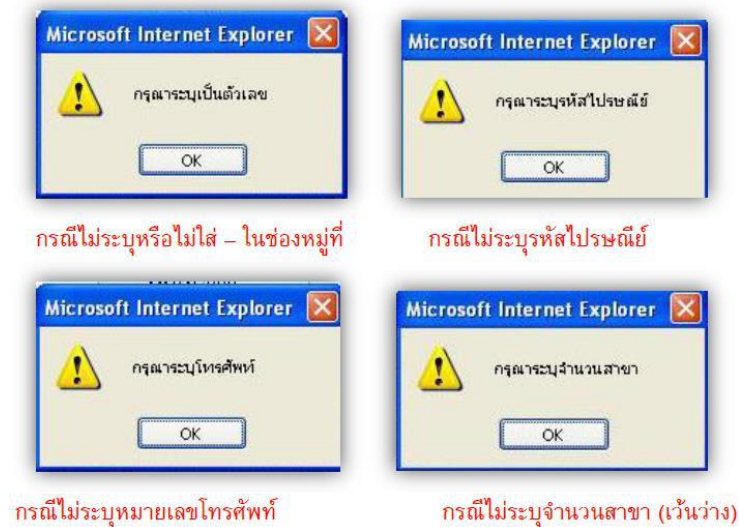 Microsoft Internet Explorer
กรุณาระบุเป็นตัวเลข
OK
กรณีไม่ระบุหรือไม่ใส่ – ในช่องหมู่ที่
Microsoft Internet Explorer
กรุณาระบุรหัสไปรษณีย์
OK
กรณีไม่ระบุรหัสไปรษณีย์
Microsoft Internet Explorer
กรุณาระบุโทรศัพท์
OK
กรณีไม่ระบุหมายเลขโทรศัพท์
Microsoft Internet Explorer
กรุณาระบุจำนวนสาขา
OK
กรณีไม่ระบุจำนวนสาขา (เว้นว่าง)